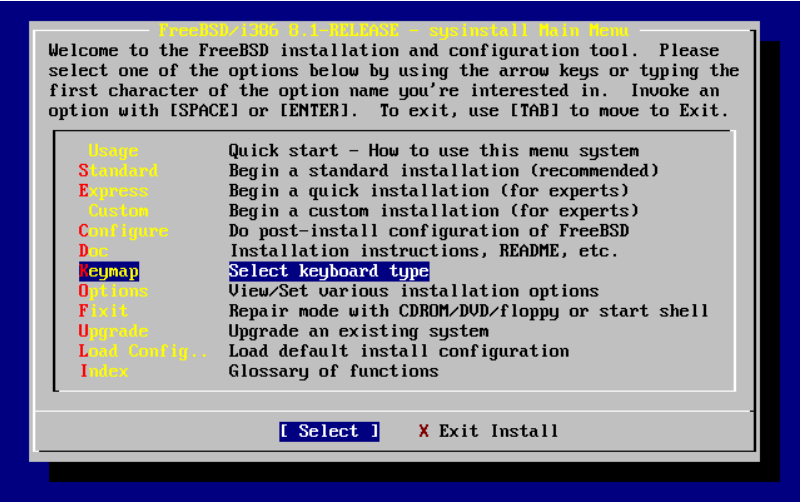 FreeBSD/i386 8.1-RELEASE - sysinstall Main Menu
Welcome to the FreeBSD installation and configuration tool.  Please
select one of the options below by using the arrow keys or typing the
first character of the option name you're interested in.  Invoke an
option with [SPACE] or [ENTER].  To exit, use [TAB] to move to Exit.
Usage Quick start - How to use this menu system
Standard Begin a standard installation (recommended)
Express Begin a quick installation (for experts)
Custom Begin a custom installation (for experts)
Configure Do post-install configuration of FreeBSD
Doc Installation instructions, README, etc.
Keymap Select keyboard type
Options View/Set various installation options
Fixit Repair mode with CDROM/DVD/floppy or start shell
Upgrade Upgrade an existing system
Load Config.. Load default install configuration
Index Glossary of functions
[ Select ] X Exit Install